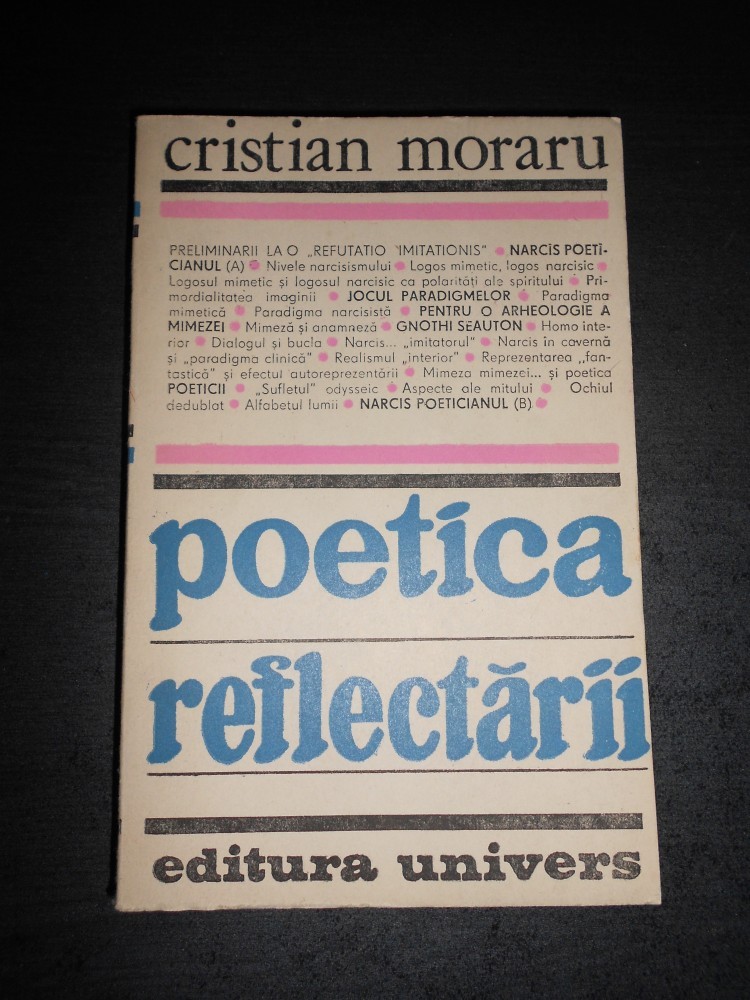 cristian moraru
PRELIMINARII LA O „REFUTATIO IMITATIONIS" • NARCIS POETI-
CIANUL (A) • Nivele narcisismului • Logos mimetic, logos narcisic •
Logosul mimetic și logosul narcisic ca polarități ale spiritului • Pri-
mordialitatea imaginii • JOCUL PARADIGMELOR • Paradigma
mimetică • Paradigma narcisistă • PENTRU O ARHEOLOGIE A
MIMEZEI • Mimeză și anamneză • GNOTHI SEAUTON • Homo inte-
rior • Dialogul și bucla • Narcis... „imitatorul" • Narcis în cavernă
și „paradigma clinică" • Realismul „interior" • Reprezentarea „fan-
tastică" și efectul autoreprezentării • Mimeza mimezei... și poetica
POETICII • „Sufletul" odysseic • Aspecte ale mitului • Ochiul
dedublat • Alfabetul lumii • NARCIS POETICIANUL (B) •
poetica
reflectării
editura univers